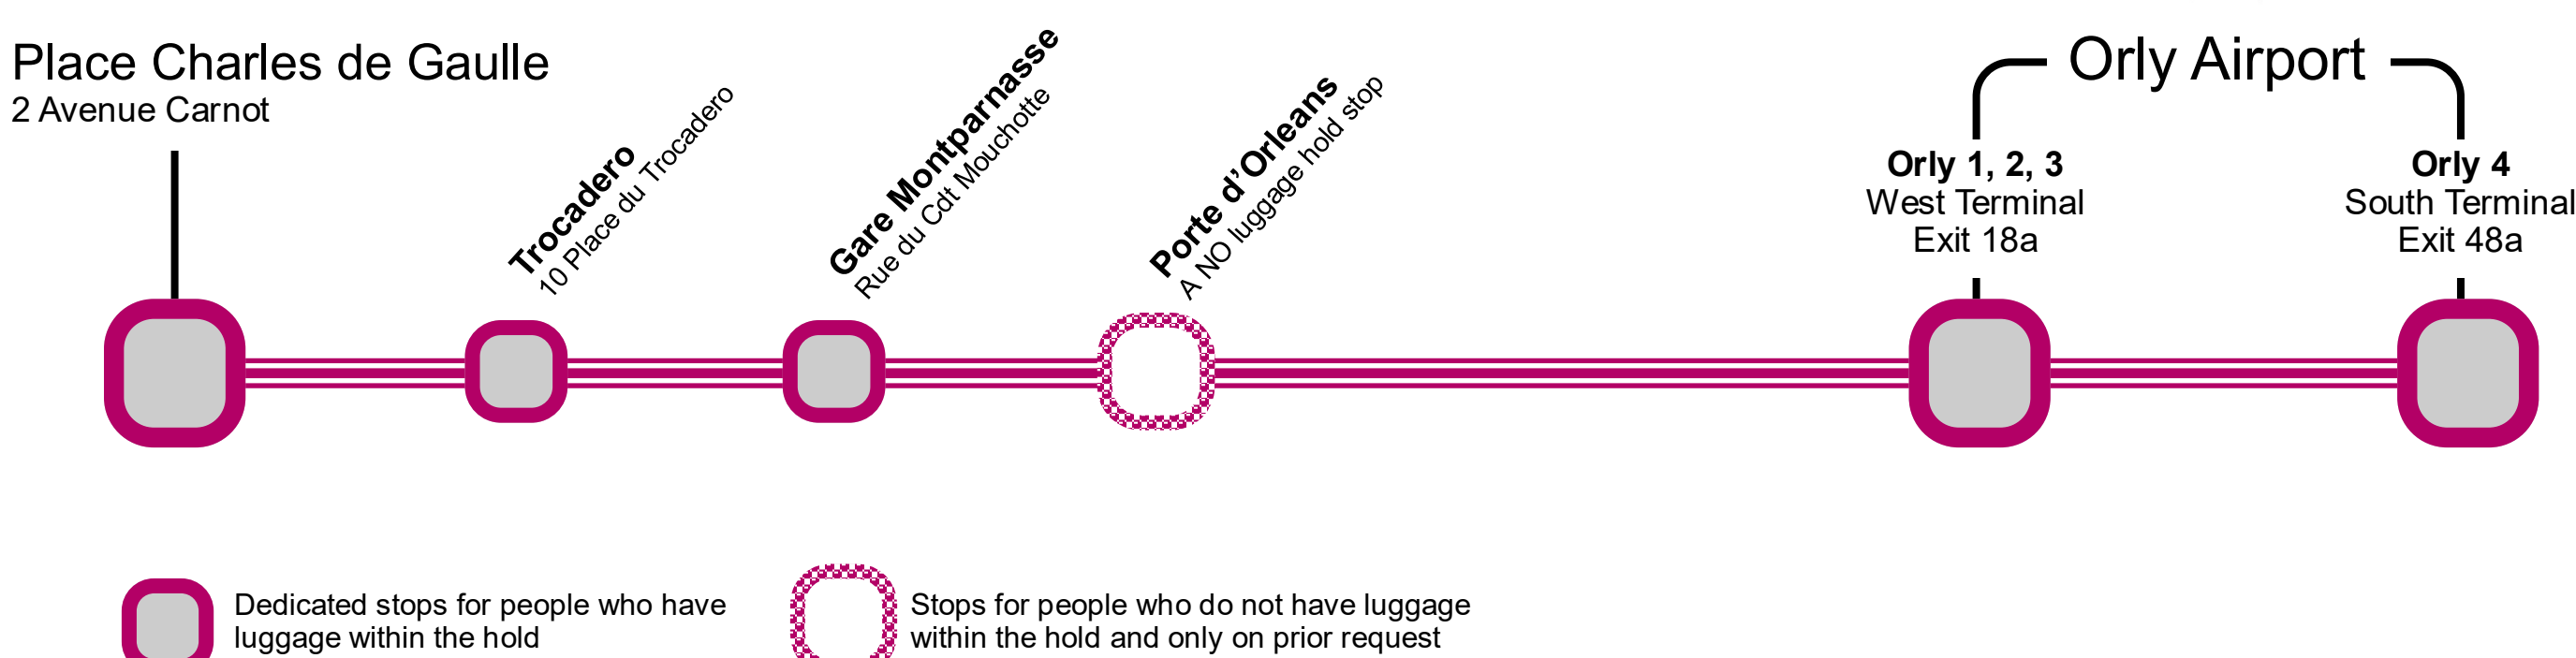 Place Charles de Gaulle
2 Avenue Carnot
Trocadero
10 Place du Trocadero
Gare Montparnasse
Rue du Cdt Mouchotte
Porte d’Orleans
A NO luggage hold stop
Orly Airport
Orly 1, 2, 3
West Terminal
Exit 18a
Orly 4
South Terminal
Exit 48a
Dedicated stops for people who have
luggage within the hold
Stops for people who do not have luggage
within the hold and only on prior request